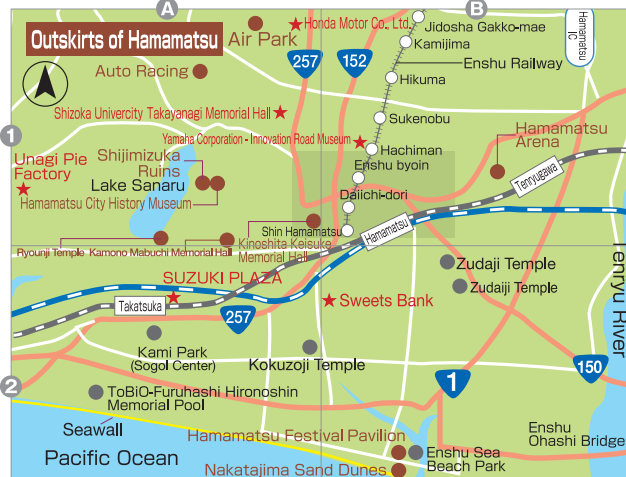 A
B
Outskirts of Hamamatsu
Air Park
Honda Motor Co. Ltd.
Jidosha Gakko-mae
Kamijima
Hamamatsu IC
257
152
Enshu Railway
Auto Racing
Hikuma
Shizoka Univercity Takayanagi Memorial Hall
Sukenobu
1
Yamaha Corporation - Innovation Road Museum
Hachiman
Hamamatsu
Arena
Unagi Pie
Factory
Shijimizuka
Ruins
Enshu byoin
Tenryugawa
Lake Sanaru
Hamamatsu City History Museum
Daiichi-dori
Shin Hamamatsu
Hamamatsu
Ryounji Temple
Kamono Mabuchi Memorial Hall
Kinoshita Keisuke
Memorial Hall
Zudaji Temple
SUZUKI PLAZA
Zudaiji Temple
Tenryu River
Takatsuka
Sweets Bank
257
Kami Park
(Sogol Center)
Kokuzoji Temple
150
1
2
ToBiO-Furuhashi Hironoshin
Memorial Pool
Seawall
Hamamatsu Festival Pavilion
Enshu
Ohashi Bridge
Pacific Ocean
Enshu Sea
Beach Park
Nakatajima Sand Dunes